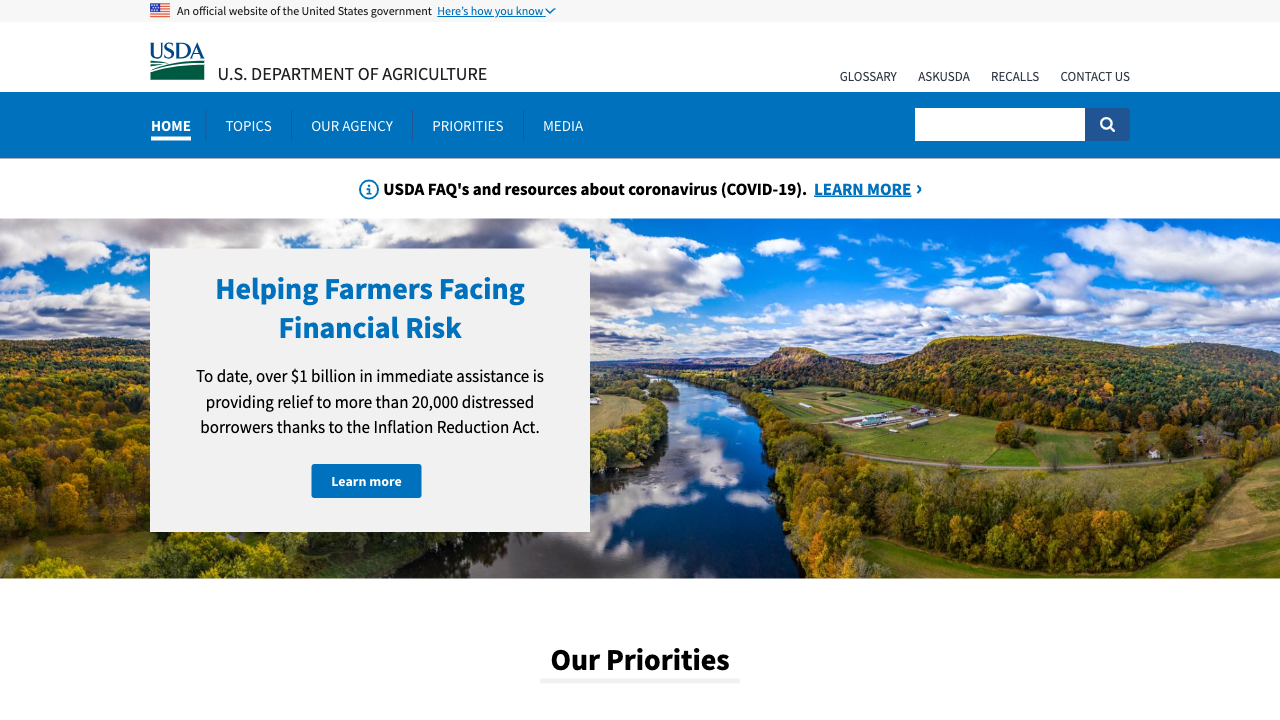 An official website of the United States government Here's how you know
USDA
U.S. DEPARTMENT OF AGRICULTURE
GLOSSARY ASKUSDA RECALLS CONTACT US
HOME TOPICS OUR AGENCY PRIORITIES MEDIA
USDA FAQ's and resources about coronavirus (COVID-19). LEARN MORE ›
Helping Farmers Facing
Financial Risk
To date, over $1 billion in immediate assistance is
providing relief to more than 20,000 distressed
borrowers thanks to the Inflation Reduction Act.
Learn more
Our Priorities